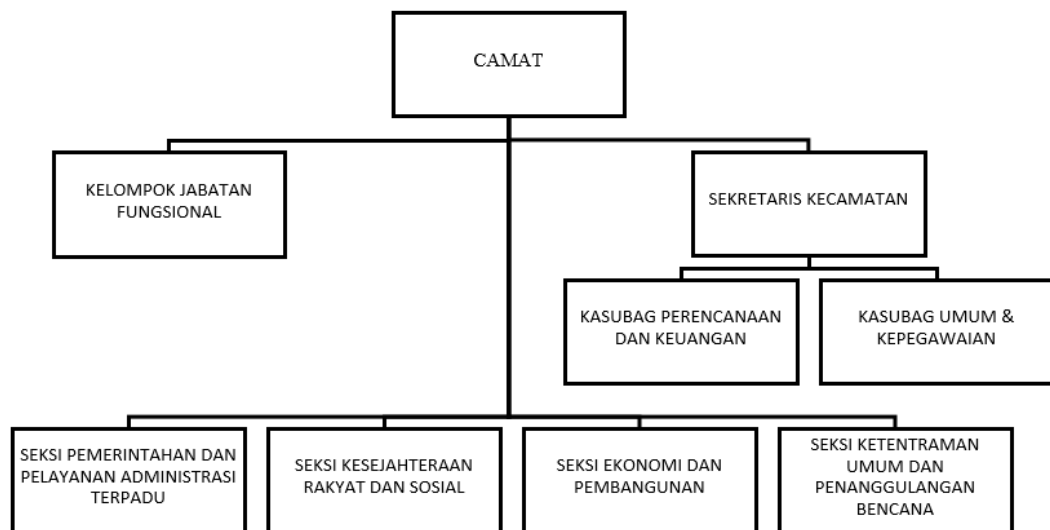 CAMAT
KELOMPOK JABATAN
FUNGSIONAL
SEKRETARIS KECAMATAN
KASUBAG PERENCANAAN
DAN KEUANGAN
KASUBAG UMUM &
KEPEGAWAIAN
SEKSI PEMERINTAHAN DAN
PELAYANAN ADMINISTRASI
TERPADU
SEKSI KESEJAHTERAAN
RAKYAT DAN SOSIAL
SEKSI EKONOMI DAN
PEMBANGUNAN
SEKSI KETENTRAMAN
UMUM DAN
PENANGGULANGAN
BENCANA